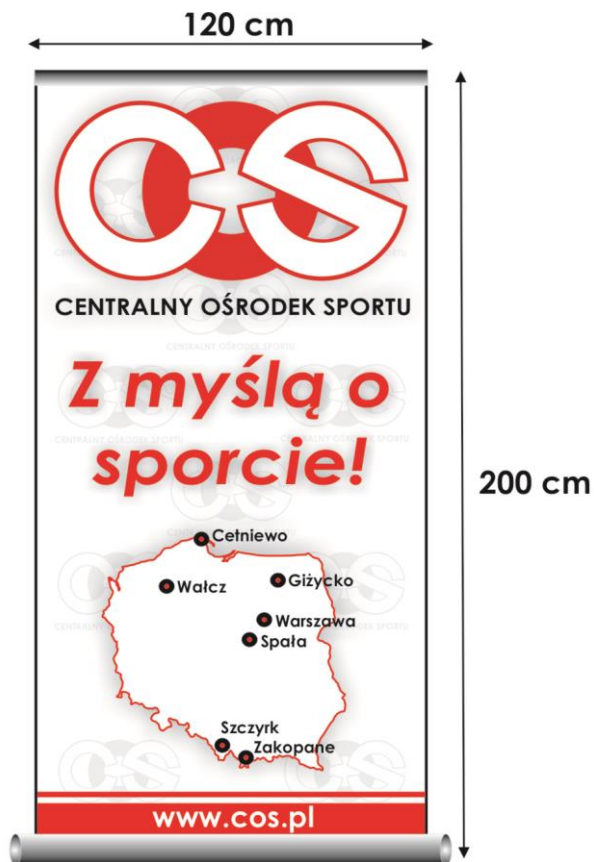 120 cm
COS
CENTRALNY OŚRODEK SPORTU
Z myślą o
sporcie!
200 cm
Cetniewo
Wałcz
Giżycko
Warszawa
Spała
Szczyrk
Zakopane
www.cos.pl